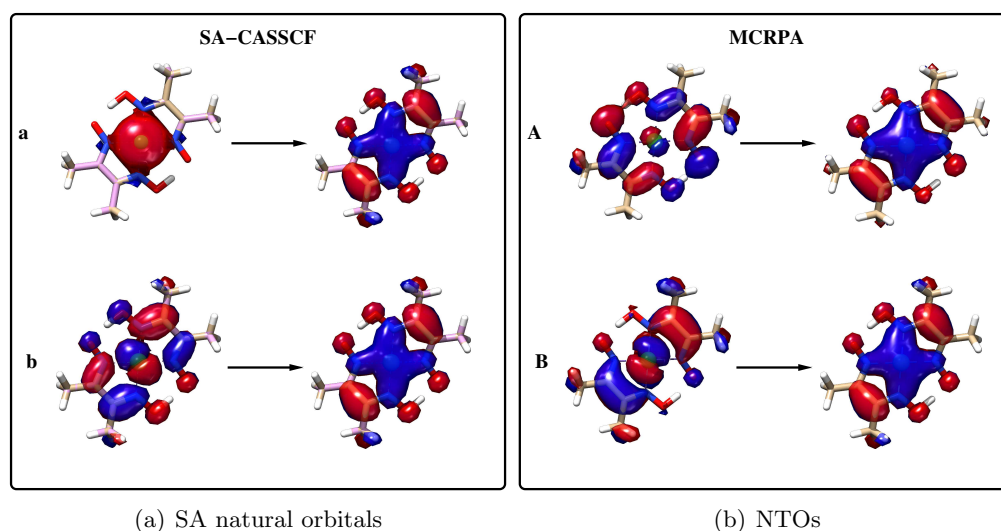 SA−CASSCF
a
b
(a) SA natural orbitals
MCRPA
A
B
(b) NTOs